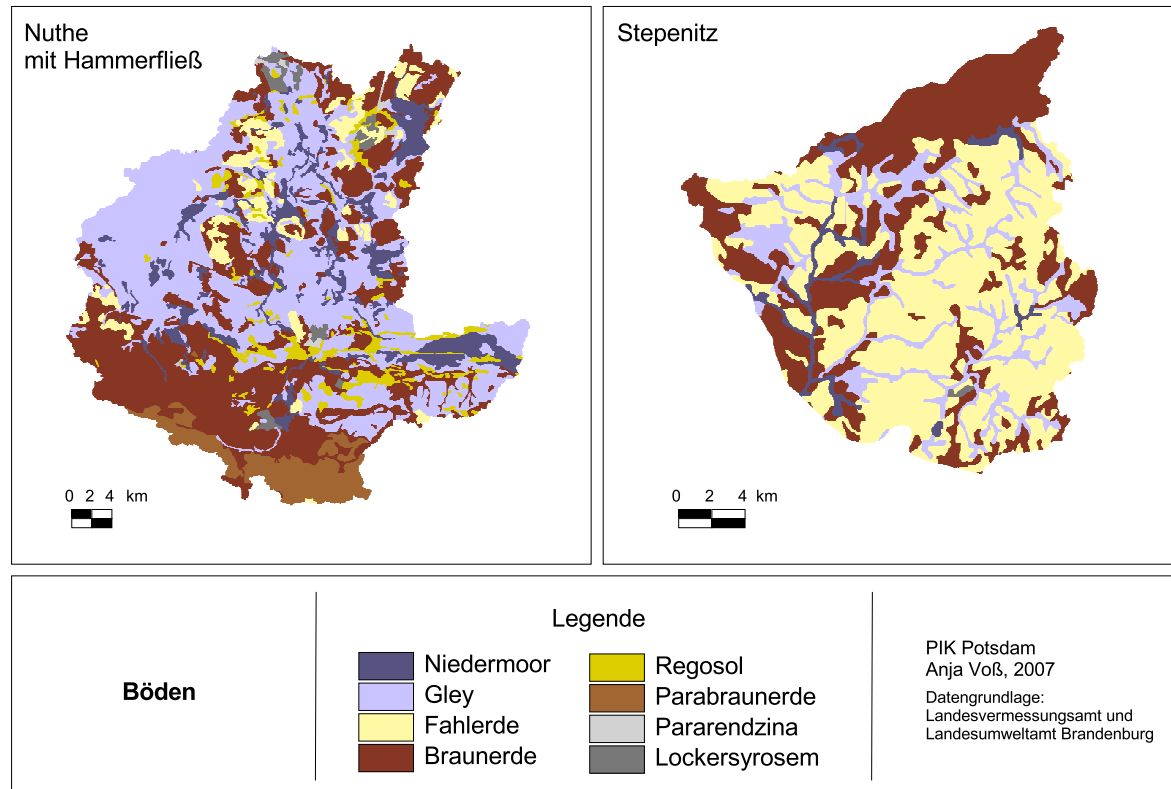 Nuthe
mit Hammerfließ
0 2 4 km
Stepenitz
0 2 4 km
Böden
Legende
Niedermoor
Gley
Fahlerde
Braunerde
Regosol
Parabraunerde
Pararendzina
Lockersyrosem
PIK Potsdam
Anja Voß, 2007
Datengrundlage:
Landesvermessungsamt und
Landesumweltamt Brandenburg